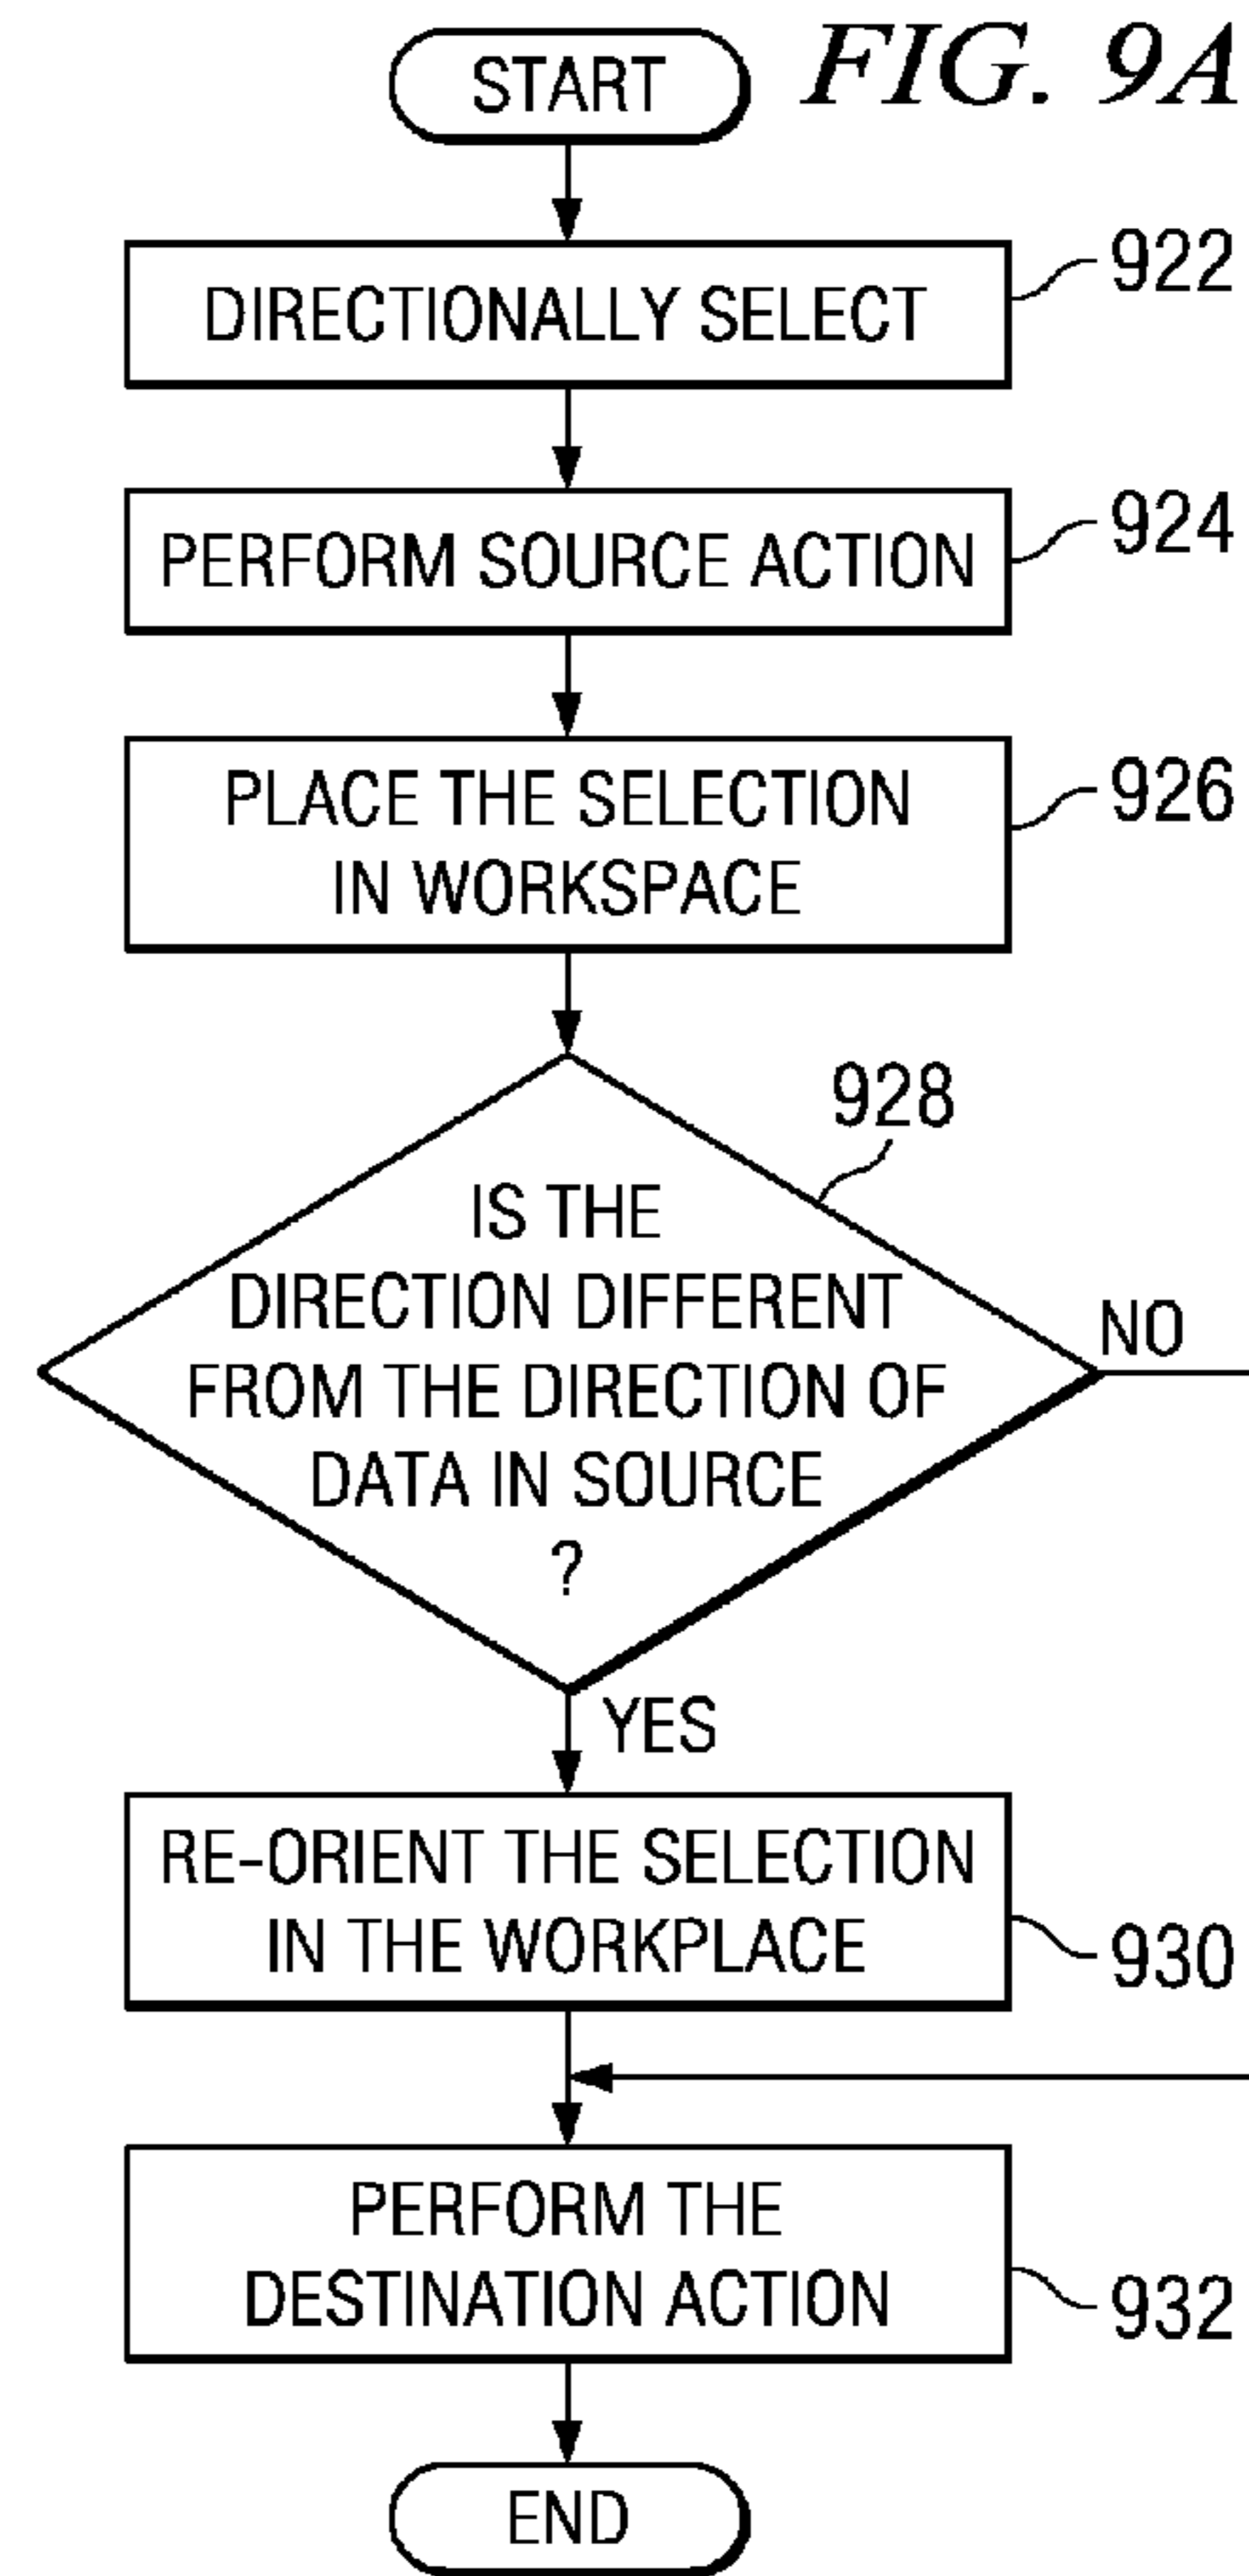 START
FIG. 9A
DIRECTIONALLY SELECT
922
PERFORM SOURCE ACTION
924
PLACE THE SELECTION
IN WORKSPACE
926
928
IS THE
DIRECTION DIFFERENT
FROM THE DIRECTION OF
DATA IN SOURCE
?
NO
YES
RE-ORIENT THE SELECTION
IN THE WORKPLACE
930
PERFORM THE
DESTINATION ACTION
932
END